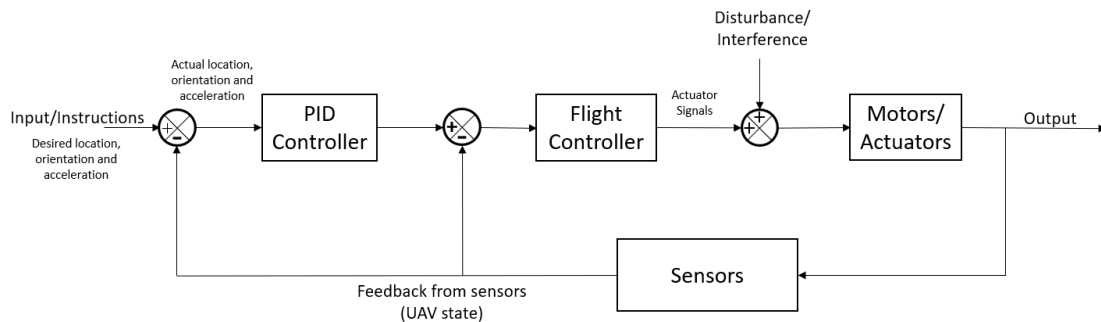 Disturbance/
Interference
Actual location,
orientation and
acceleration
Input/Instructions
Desired location,
orientation and
acceleration
+
-
PID
Controller
+
-
Flight
Controller
Actuator
Signals
+
+
Motors/
Actuators
Output
Sensors
Feedback from sensors
(UAV state)